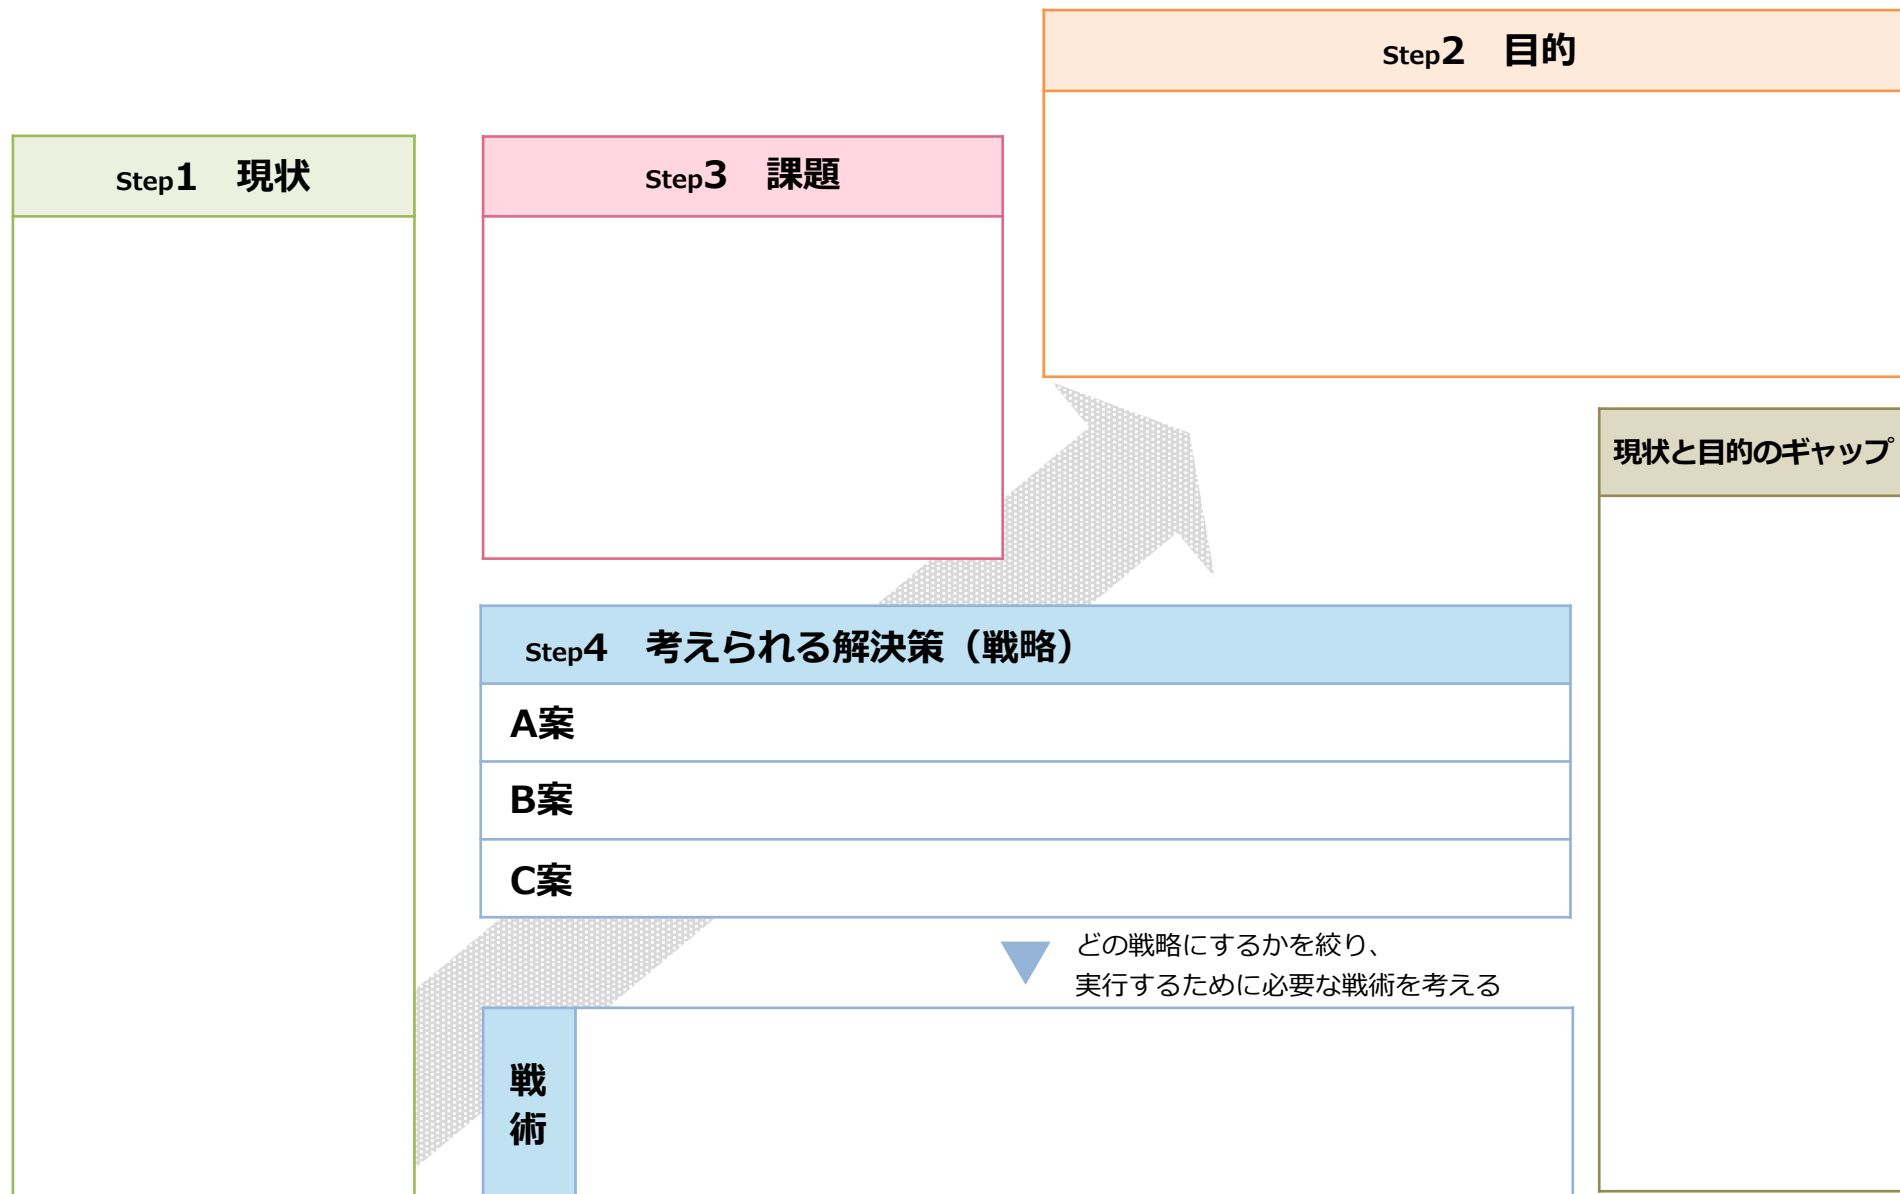 Step2　目的
Step1　現状
Step3　課題
現状と目的のギャップ
Step4　考えられる解決策（戦略）
A案
B案
C案
どの戦略にするかを絞り、
実行するために必要な戦術を考える
戦
術